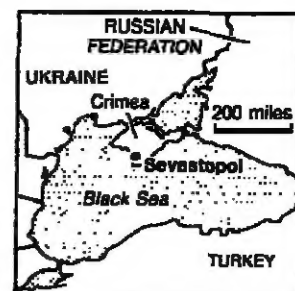 RUSSIAN
FEDERATION
UKRAINE
Crimea
200 miles
Sevastopol
Black Sea
TURKEY